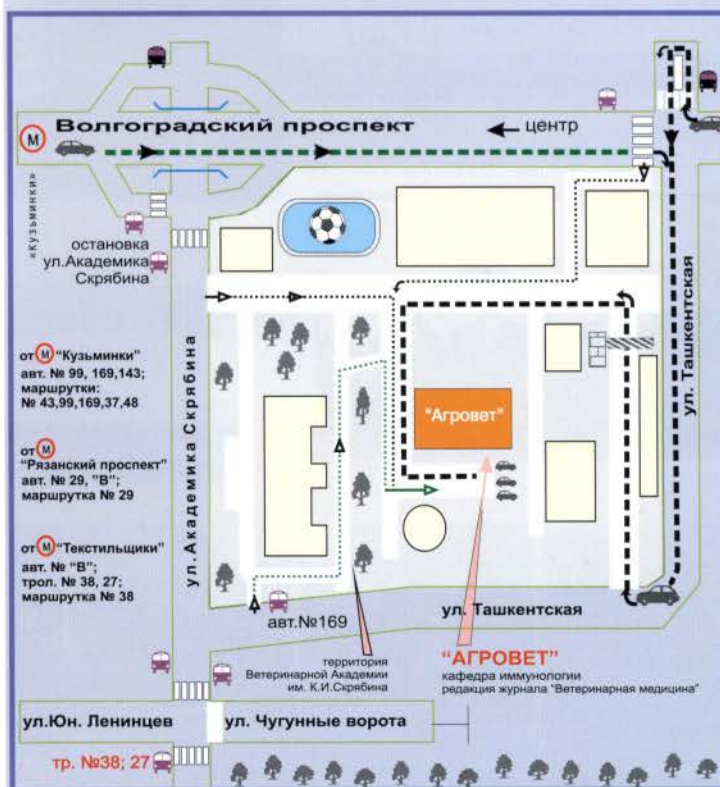 Волгоградский проспект
центр
М
«Кузьминки»
остановка
ул.Академика
Скрябина
ул. Академика Скрябина
ул. Ташкентская
от М "Кузьминки"
авт. № 99, 169,143;
маршрутки:
№ 43,99,169,37,48
"Агровет"
от М
"Рязанский проспект"
авт. № 29, "В";
маршрутка № 29
от М "Текстильщики"
авт. № "В";
трол. № 38, 27;
маршрутка № 38
авт.№169
ул. Ташкентская
территория
Ветеринарной Академии
им. К.И.Скрябина
"АГРОВЕТ"
кафедра иммунологии
редакция журнала "Ветеринарная медицина"
ул.Юн. Ленинцев
ул. Чугунные ворота
тр. №38; 27